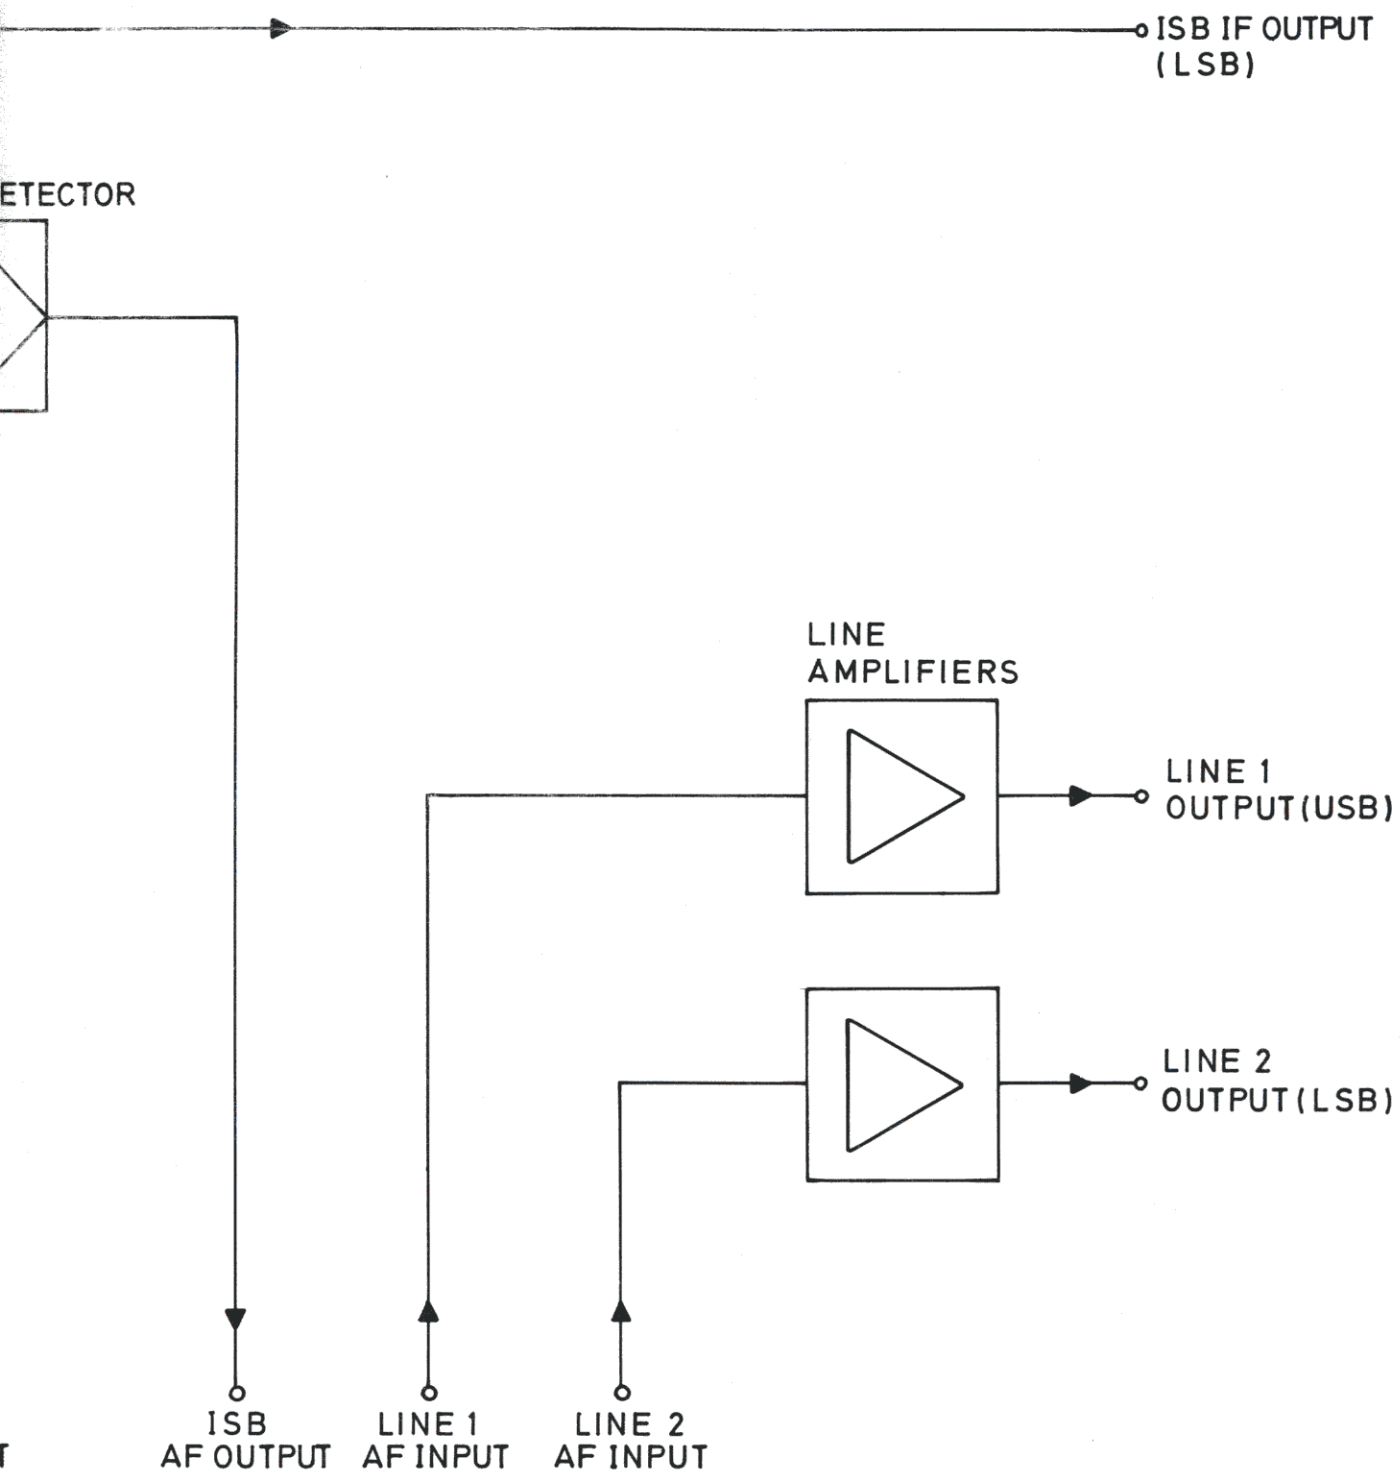 ISB IF OUTPUT
(LSB)
ETECTOR
LINE
AMPLIFIERS
LINE 1
OUTPUT(USB)
LINE 2
OUTPUT(LSB)
ISB
AF OUTPUT
LINE 1
AF INPUT
LINE 2
AF INPUT
T